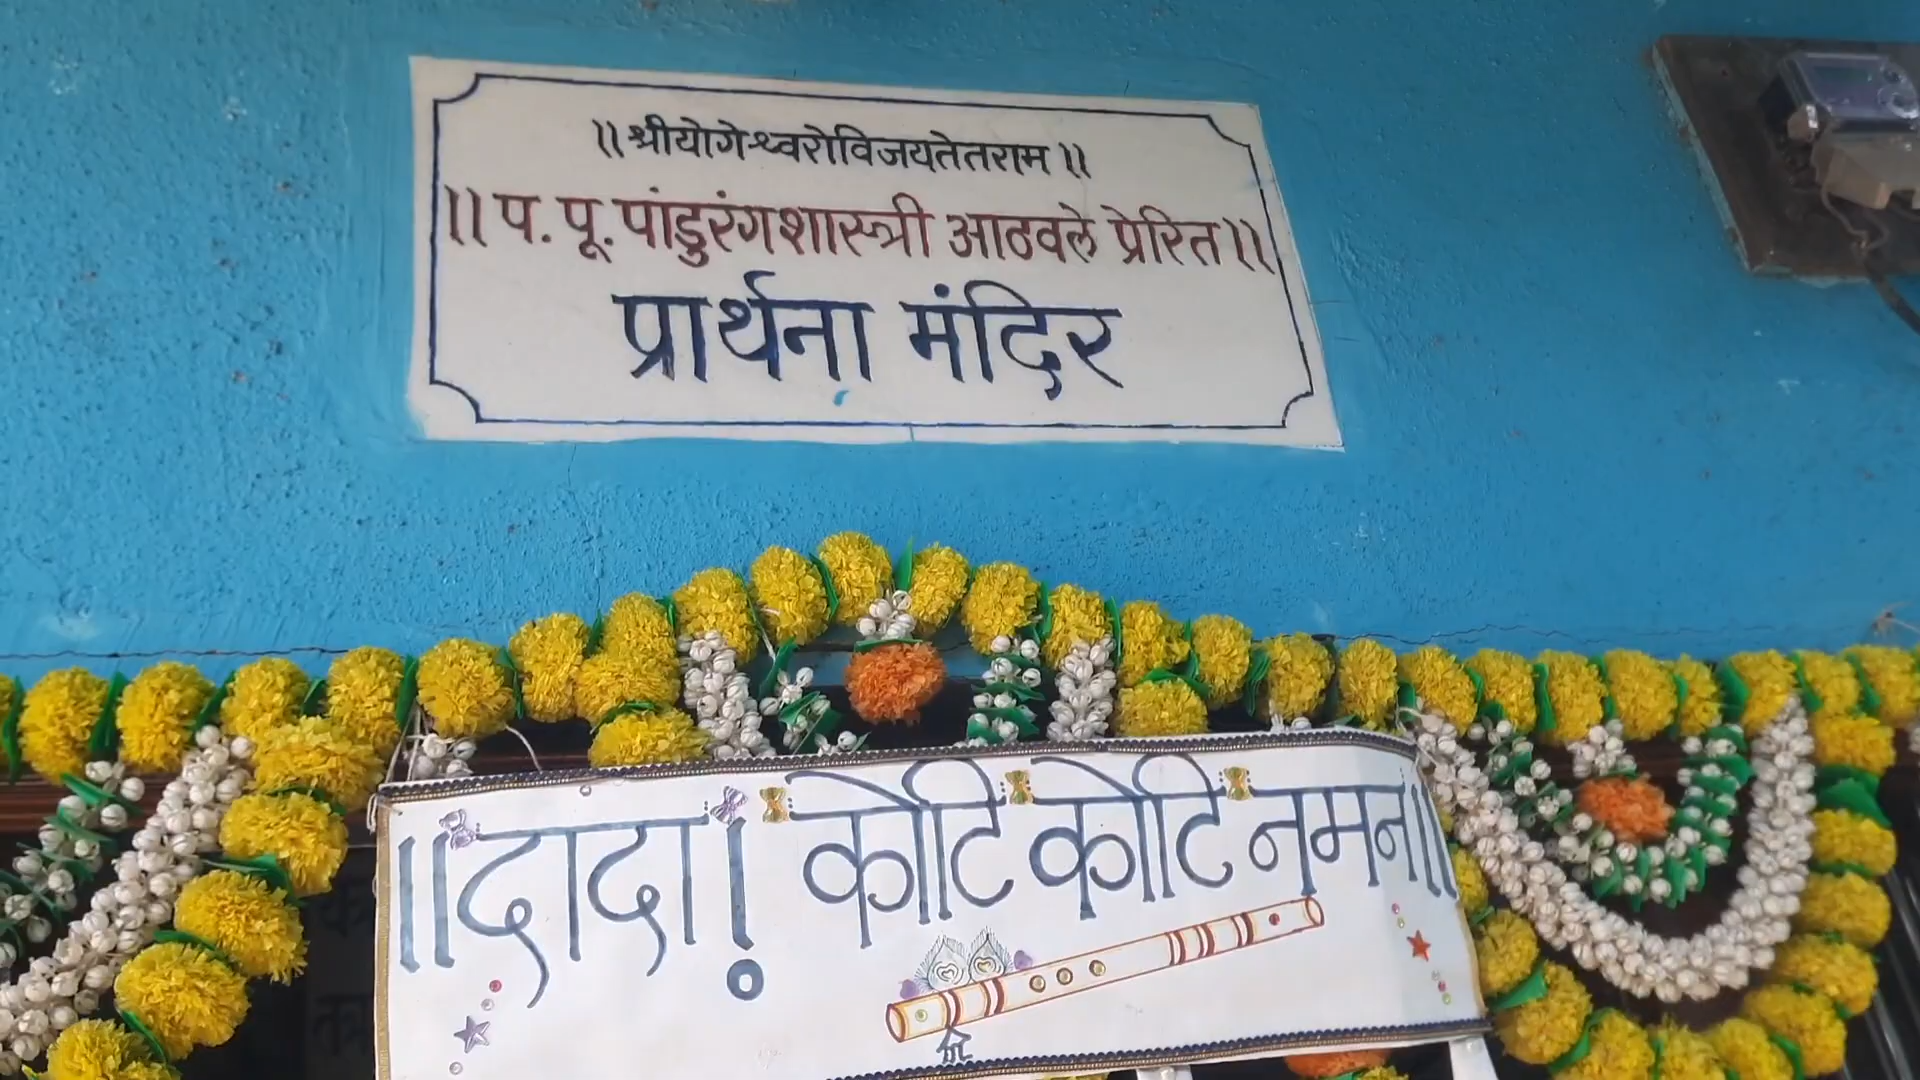 ॥श्रीयोगेश्वरोविजयतेतराम॥
॥प. पू. पांडुरंगशास्त्री आठवले प्रेरित॥
प्रार्थना मंदिर
॥दादा! कोटि कोटि नमन॥